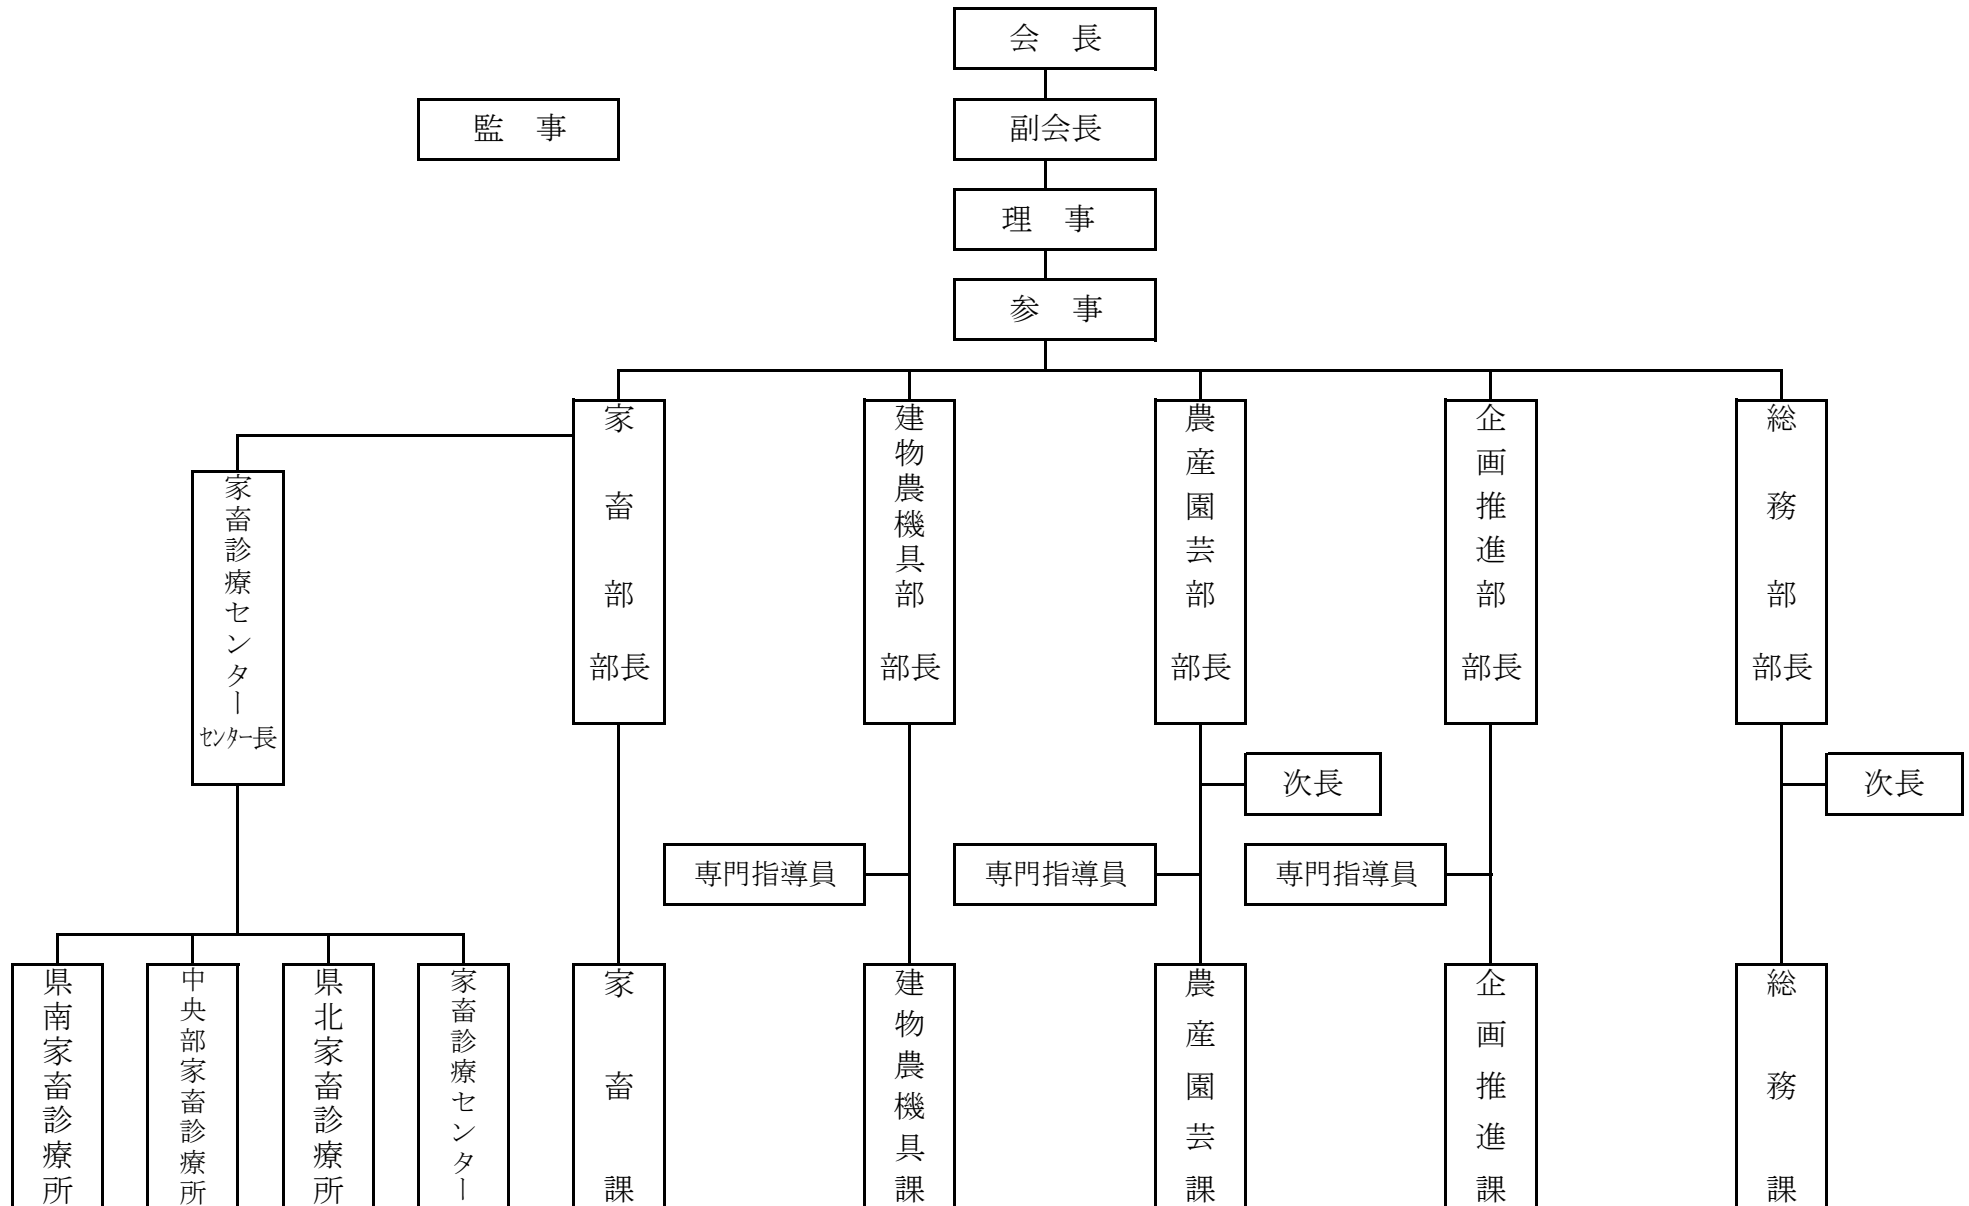 会　長
監　事
副会長
理　事
参　事
家畜部
部長
建物農機具部
部長
農産園芸部
部長
企画推進部
部長
総務部
部長
家畜診療センター
センター長
次長
次長
専門指導員
専門指導員
専門指導員
県南家畜診療所
中央部家畜診療所
県北家畜診療所
家畜診療センター
家畜課
建物農機具課
農産園芸課
企画推進課
総務課